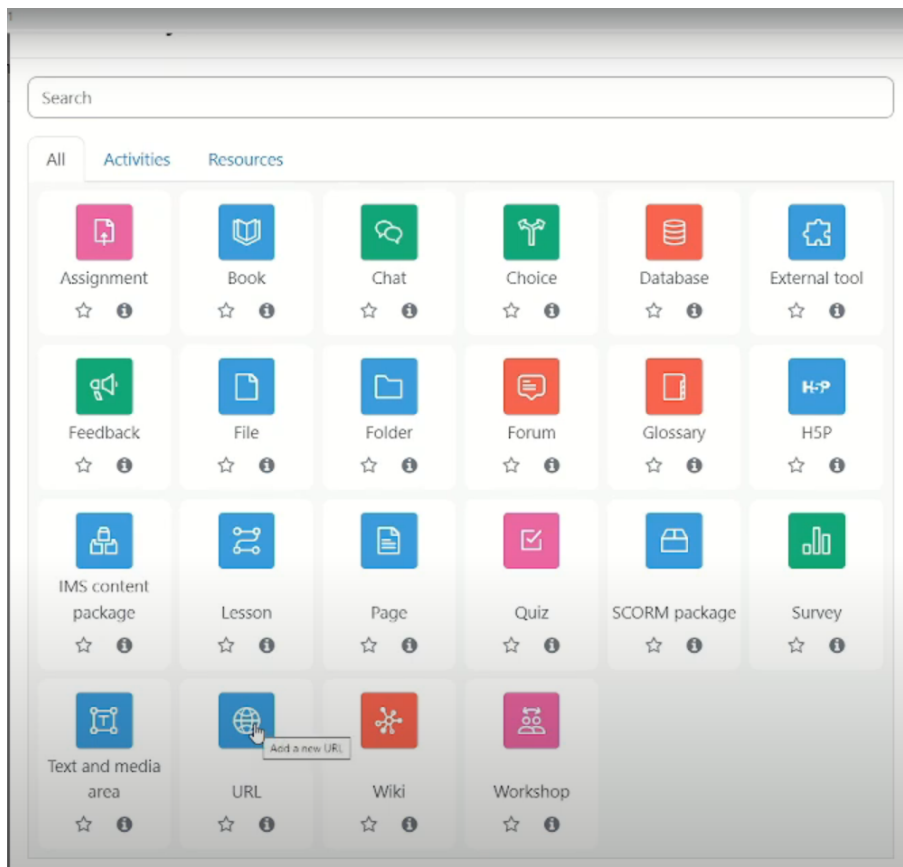 Search
All Activities Resources
Assignment Book Chat Choice Database External tool
Feedback File Folder Forum Glossary H5P
H5P
IMS content
package Lesson Page Quiz SCORM package Survey
Add a new URL
Text and media
area URL Wiki Workshop